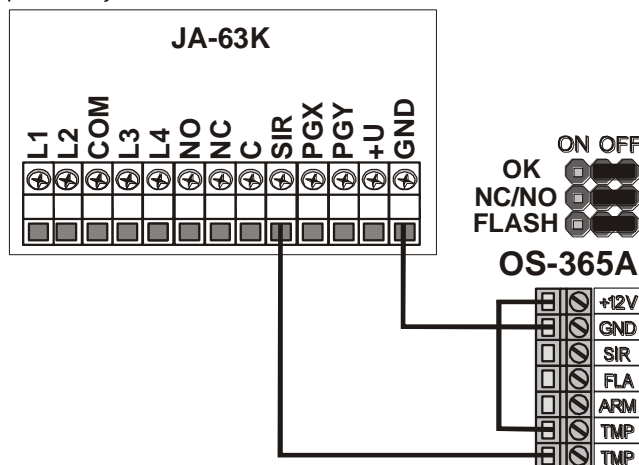 JA-63K
L1 L2 COM L3 L4 NO NC C SIR PGX PGY +U GND
ON OFF
OK
NC/NO
FLASH
OS-365A
+12V
GND
SIR
FLA
ARM
TMP
TMP